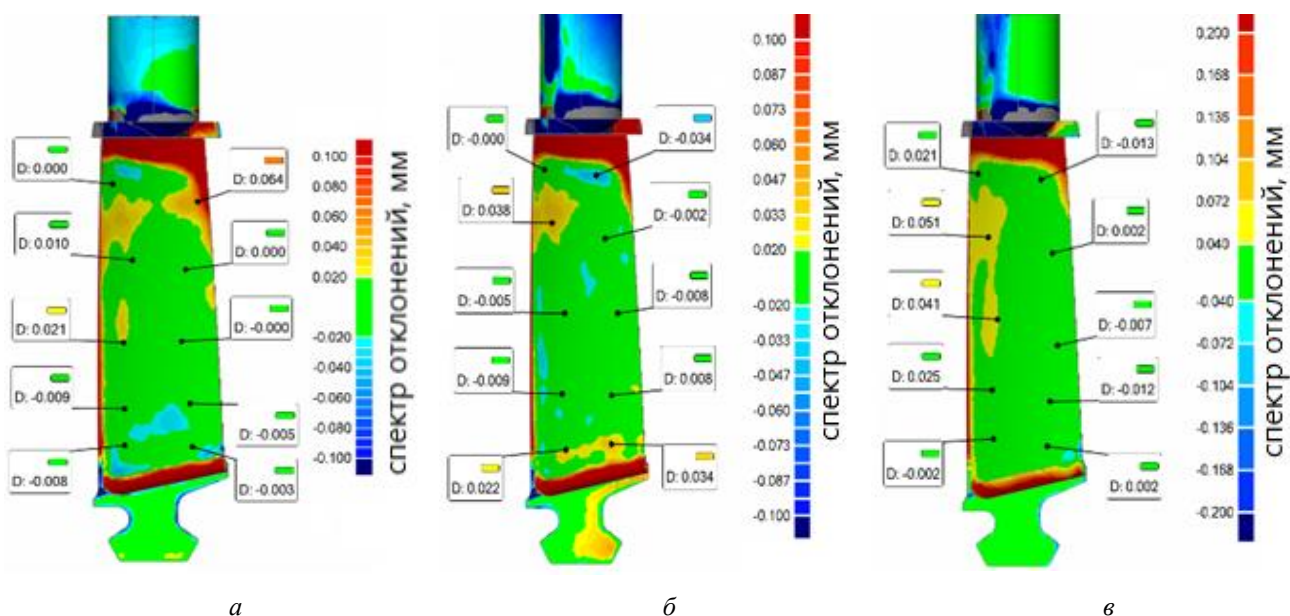 D: 0.000
D: 0.064
D: 0.010
D: 0.000
D: 0.021
D: -0.000
D: -0.009
D: -0.005
D: -0.008
D: -0.003
0.100
0.080
0.060
0.040
0.020
-0.020
-0.040
-0.060
-0.080
-0.100
спектр отклонений, мм
а
D: -0.000
D: -0.034
D: 0.038
D: -0.002
D: -0.005
D: -0.008
D: -0.009
D: 0.008
D: 0.022
D: 0.034
0.100
0.087
0.073
0.060
0.047
0.033
0.020
-0.020
-0.033
-0.047
-0.060
-0.073
-0.087
-0.100
спектр отклонений, мм
б
D: 0.021
D: -0.013
D: 0.051
D: 0.002
D: 0.041
D: -0.007
D: 0.025
D: -0.012
D: -0.002
D: 0.002
0.200
0.168
0.135
0.104
0.072
0.040
-0.040
-0.072
-0.104
-0.136
-0.168
-0.200
спектр отклонений, мм
в